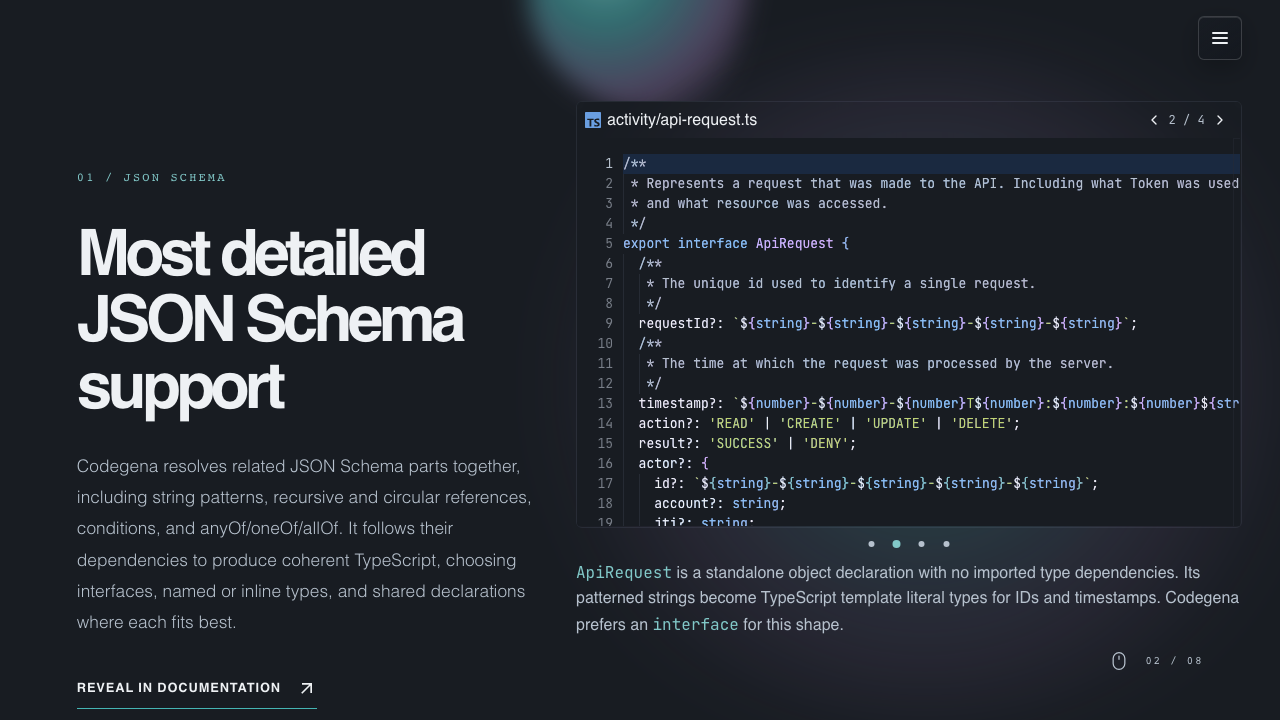 01 / JSON SCHEMA
Most detailed
JSON Schema
support
Codegena resolves related JSON Schema parts together,
including string patterns, recursive and circular references,
conditions, and anyOf/oneOf/allOf. It follows their
dependencies to produce coherent TypeScript, choosing
interfaces, named or inline types, and shared declarations
where each fits best.
REVEAL IN DOCUMENTATION
TS activity/api-request.ts 2 / 4
1 /**
2  * Represents a request that was made to the API. Including what Token was used
3  * and what resource was accessed.
4  */
5 export interface ApiRequest {
6   /**
7    * The unique id used to identify a single request.
8    */
9   requestId?: `${string}-${string}-${string}-${string}-${string}`;
10   /**
11    * The time at which the request was processed by the server.
12    */
13   timestamp?: `${number}-${number}-${number}T${number}:${number}:${number}${str
14   action?: 'READ' | 'CREATE' | 'UPDATE' | 'DELETE';
15   result?: 'SUCCESS' | 'DENY';
16   actor?: {
17     id?: `${string}-${string}-${string}-${string}-${string}`;
18     account?: string;
19     iti?: string;
ApiRequest is a standalone object declaration with no imported type dependencies. Its
patterned strings become TypeScript template literal types for IDs and timestamps. Codegena
prefers an interface for this shape.
02 / 08